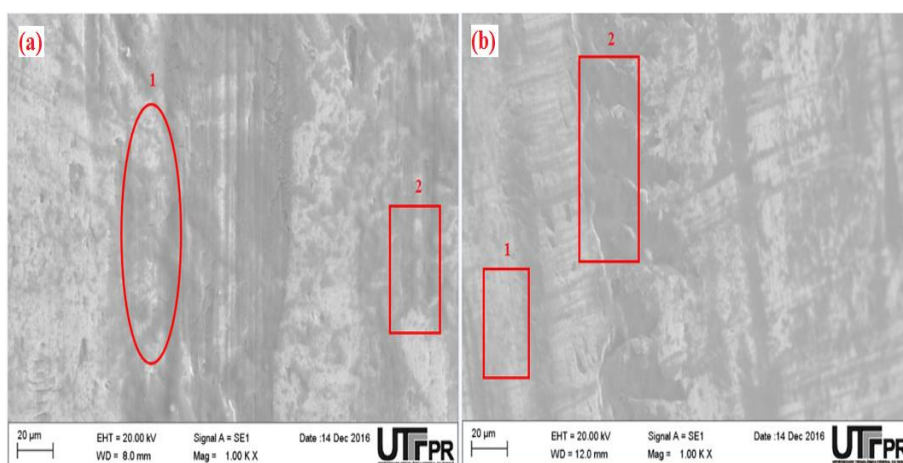 (a)
1
2
20 µm
EHT = 20.00 kV
WD = 8.0 mm
Signal A = SE1
Mag = 1.00 K X
Date :14 Dec 2016
UTFPR
(b)
2
1
20 µm
EHT = 20.00 kV
WD = 12.0 mm
Signal A = SE1
Mag = 1.00 K X
Date :14 Dec 2016
UTFPR